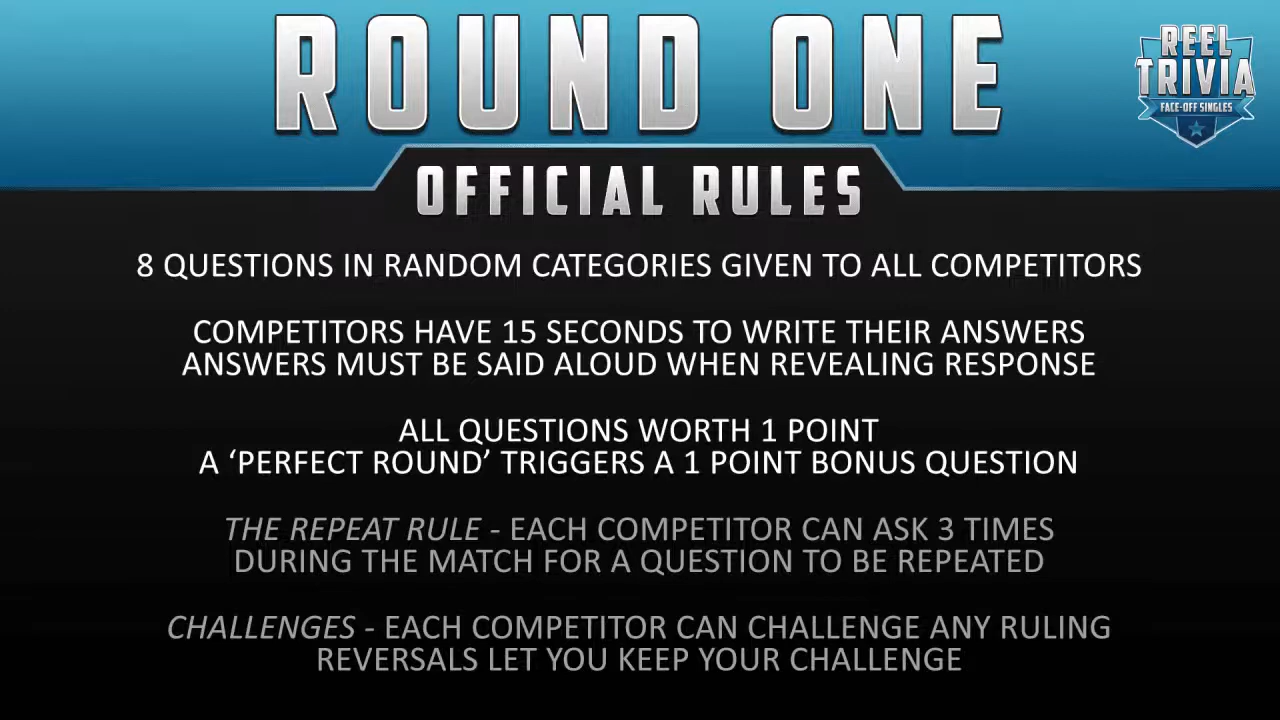 ROUND ONE
REEL
TRIVIA
FACE-OFF SINGLES
OFFICIAL RULES
8 QUESTIONS IN RANDOM CATEGORIES GIVEN TO ALL COMPETITORS
COMPETITORS HAVE 15 SECONDS TO WRITE THEIR ANSWERS
ANSWERS MUST BE SAID ALOUD WHEN REVEALING RESPONSE
ALL QUESTIONS WORTH 1 POINT
A ‘PERFECT ROUND’ TRIGGERS A 1 POINT BONUS QUESTION
THE REPEAT RULE - EACH COMPETITOR CAN ASK 3 TIMES
DURING THE MATCH FOR A QUESTION TO BE REPEATED
CHALLENGES - EACH COMPETITOR CAN CHALLENGE ANY RULING
REVERSALS LET YOU KEEP YOUR CHALLENGE